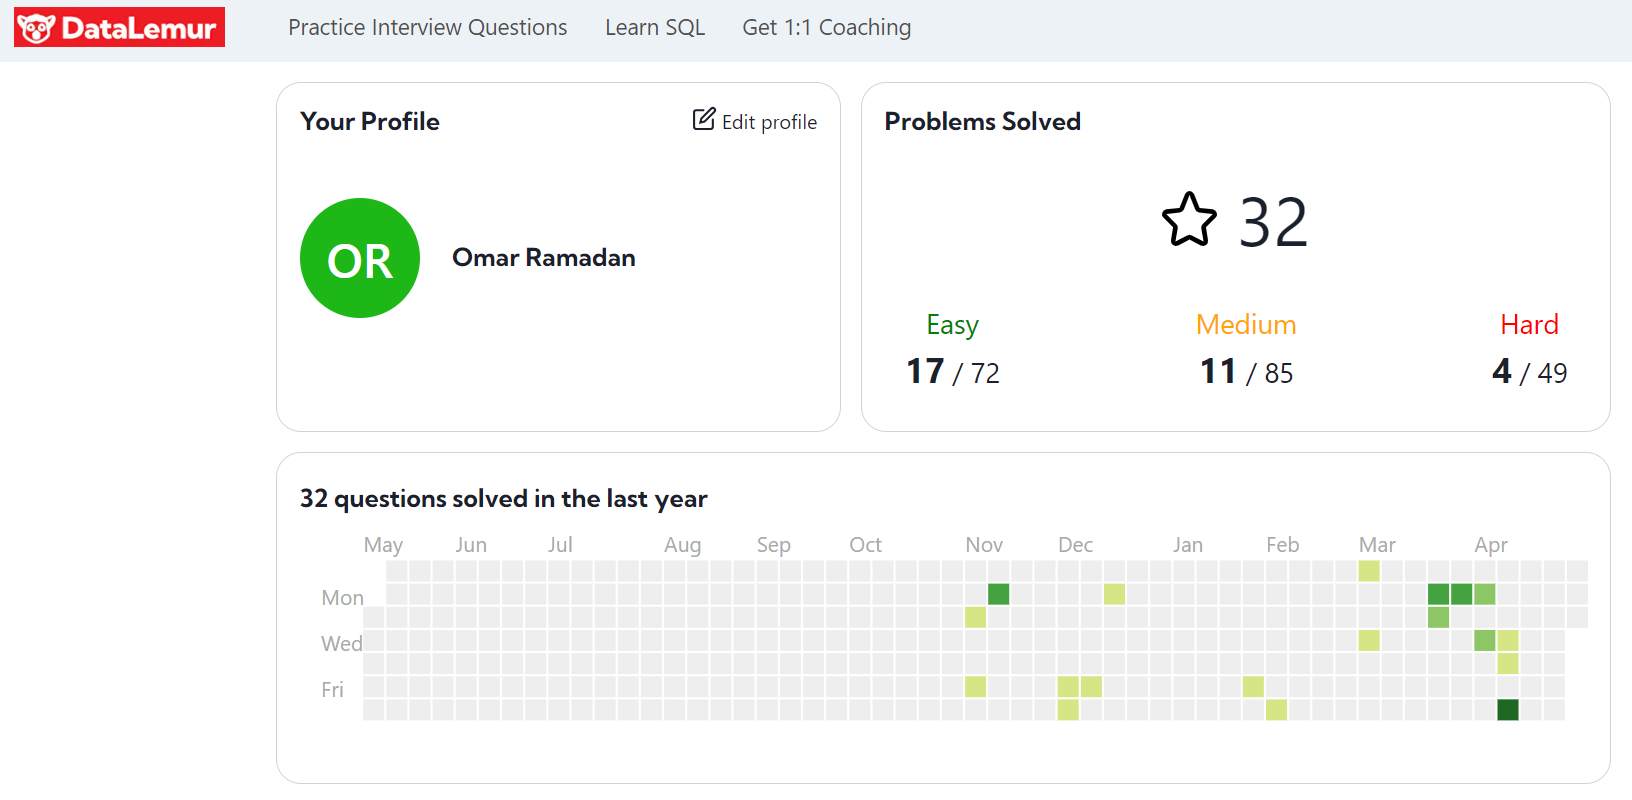 DataLemur
Practice Interview Questions
Learn SQL
Get 1:1 Coaching
Your Profile
Edit profile
OR
Omar Ramadan
Problems Solved
32
Easy
Medium
Hard
17 / 72
11 / 85
4 / 49
32 questions solved in the last year
May Jun Jul Aug Sep Oct Nov Dec Jan Feb Mar Apr
Mon
Wed
Fri